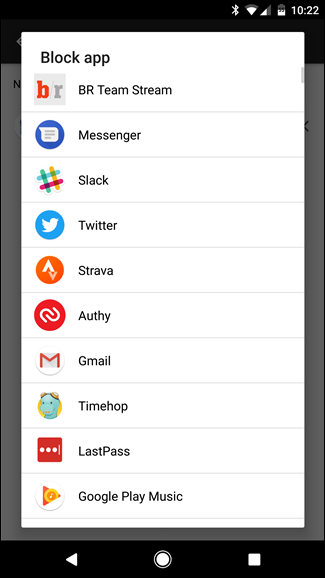 10:22
Block app
N
br
BR Team Stream
Messenger
Slack
Twitter
Strava
Authy
Gmail
Timehop
LastPass
Google Play Music